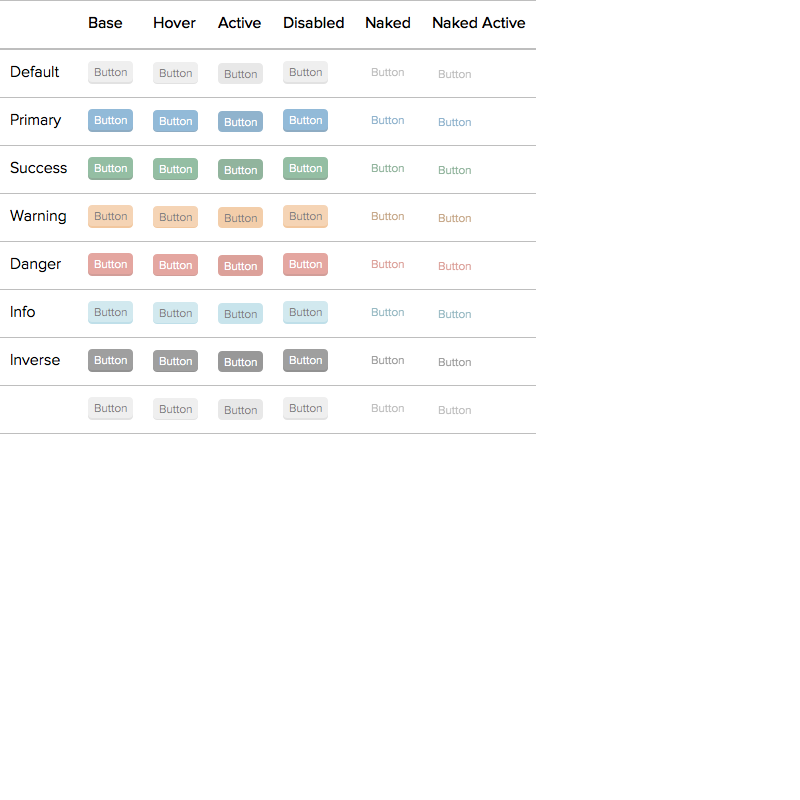 Base Hover Active Disabled Naked Naked Active
Default Button Button Button Button Button Button
Primary Button Button Button Button Button Button
Success Button Button Button Button Button Button
Warning Button Button Button Button Button Button
Danger Button Button Button Button Button Button
Info Button Button Button Button Button Button
Inverse Button Button Button Button Button Button
Button Button Button Button Button Button